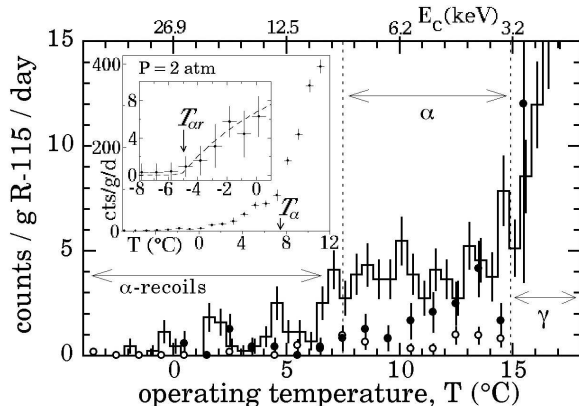 E_C(keV)
26.9 12.5 6.2 3.2
15
10
5
0
counts / g R-115 / day
400
200
0
cts/g/d
P = 2 atm
8
4
0
T_αr
-8 -6 -4 -2 0
T_α
T (°C) 0 4 8 12
α
α-recoils
γ
0 5 10 15
operating temperature, T (°C)